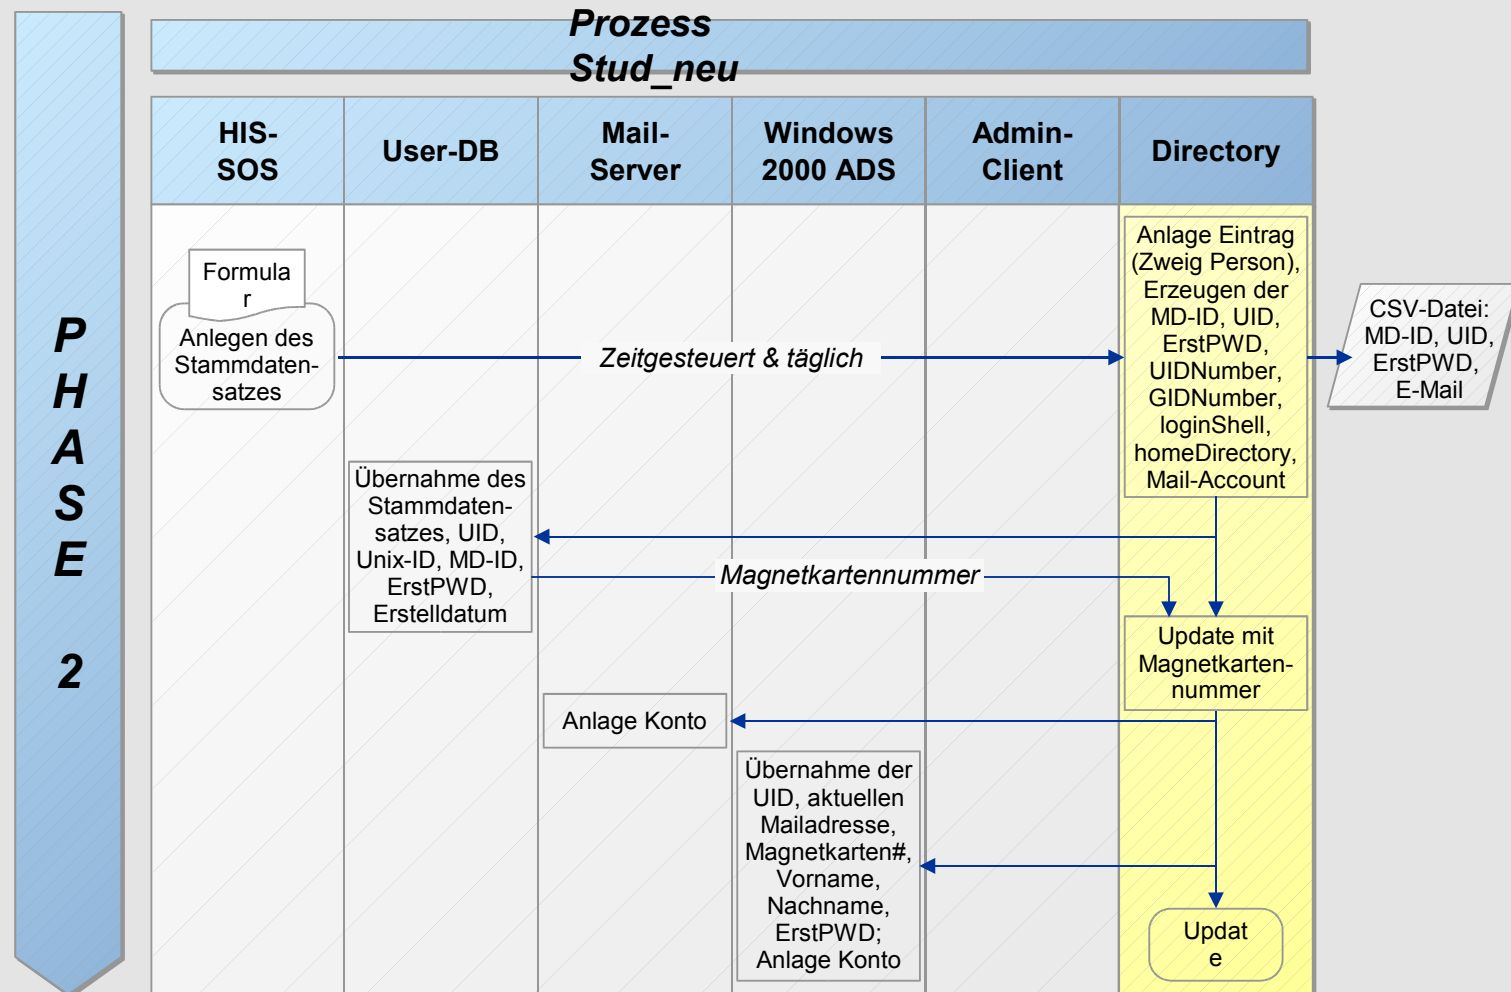 Prozess
Stud_neu
P
H
A
S
E
2
HIS-
SOS
User-DB
Mail-
Server
Windows
2000 ADS
Admin-
Client
Directory
Formula
r
Anlegen des
Stammdaten-
satzes
Zeitgesteuert & täglich
Anlage Eintrag
(Zweig Person),
Erzeugen der
MD-ID, UID,
ErstPWD,
UIDNumber,
GIDNumber,
loginShell,
homeDirectory,
Mail-Account
CSV-Datei:
MD-ID, UID,
ErstPWD,
E-Mail
Übernahme des
Stammdaten-
satzes, UID,
Unix-ID, MD-ID,
ErstPWD,
Erstelldatum
Magnetkartennummer
Update mit
Magnetkarten-
nummer
Anlage Konto
Übernahme der
UID, aktuellen
Mailadresse,
Magnetkarten#,
Vorname,
Nachname,
ErstPWD;
Anlage Konto
Updat
e